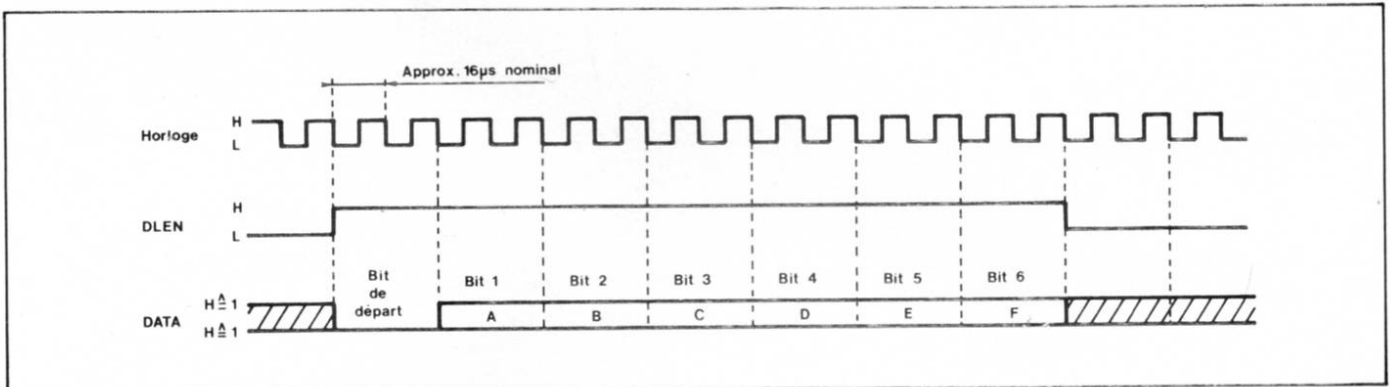 Approx. 16µs nominal
Horloge
H
L
DLEN
H
L
Bit de départ
Bit 1
Bit 2
Bit 3
Bit 4
Bit 5
Bit 6
DATA
H≙1
H≙1
A
B
C
D
E
F